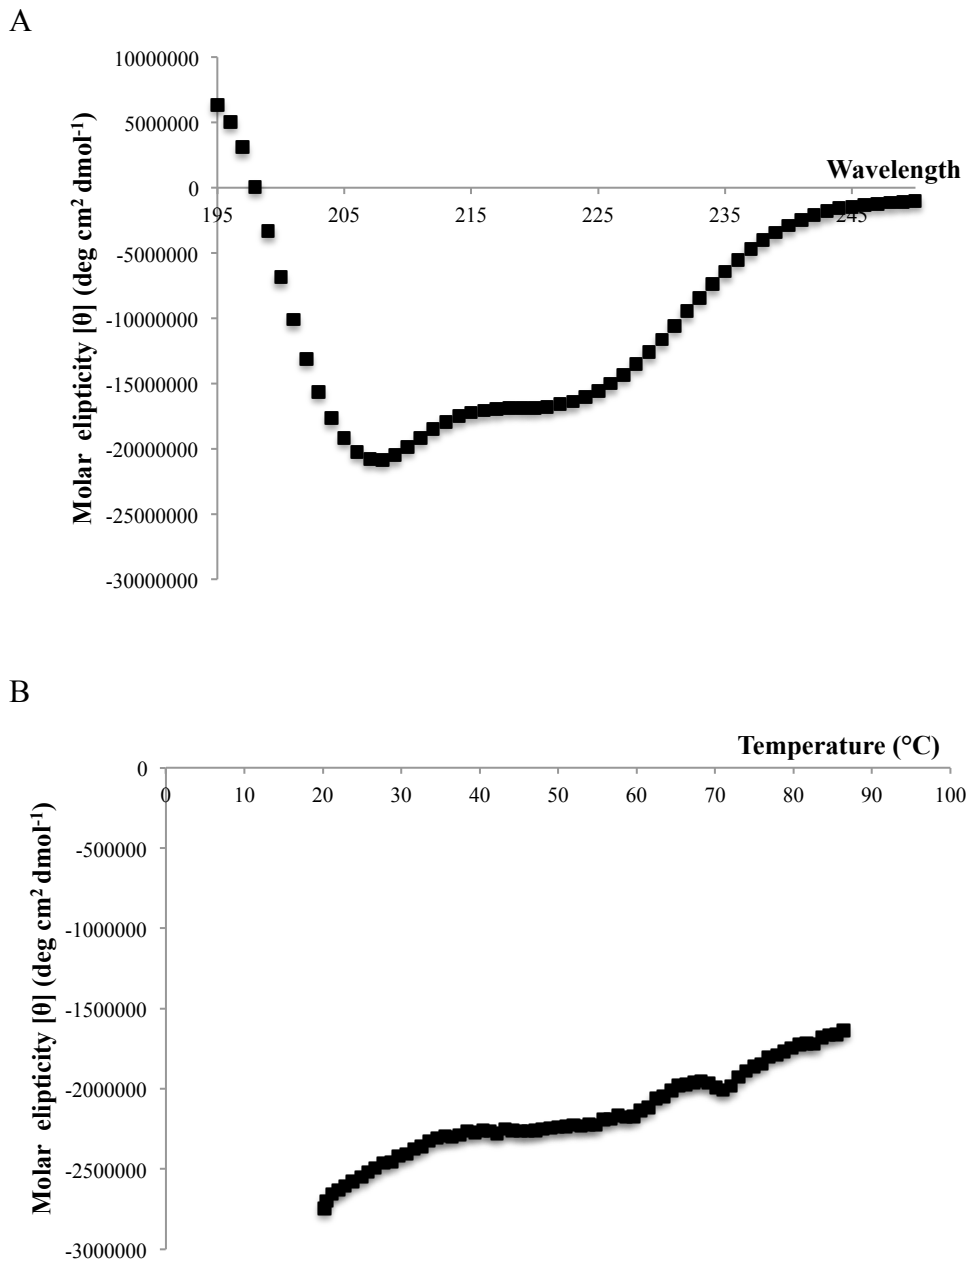 A
10000000
5000000
0
-5000000
-10000000
-15000000
-20000000
-25000000
-30000000
Molar elipticity [θ] (deg cm² dmol⁻¹)
Wavelength
195 205 215 225 235 245
B
Temperature (°C)
0
-500000
-1000000
-1500000
-2000000
-2500000
-3000000
Molar elipticity [θ] (deg cm² dmol⁻¹)
0 10 20 30 40 50 60 70 80 90 100